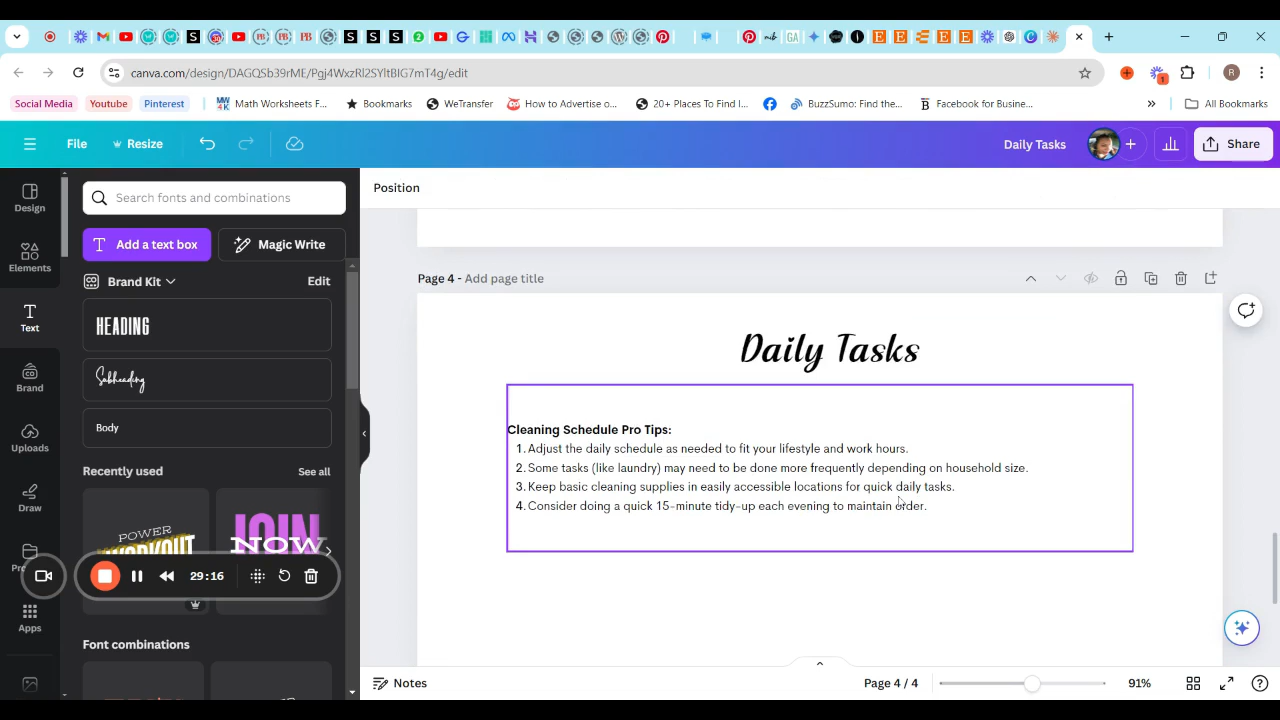 canva.com/design/DAGQSb39rME/Pgj4WxzRl2SYltBIG7mT4g/edit
R
Social Media
Youtube
Pinterest
Math Worksheets F...
Bookmarks
WeTransfer
How to Advertise o...
20+ Places To Find I...
BuzzSumo: Find the...
Facebook for Busine...
All Bookmarks
File
Resize
Daily Tasks
Share
Design
Elements
Text
Brand
Uploads
Draw
Apps
Search fonts and combinations
Add a text box
Magic Write
Brand Kit
Edit
HEADING
Subheading
Body
Recently used
See all
POWER
WORKOUT
JOIN
NOW
29:16
Font combinations
Position
Page 4 - Add page title
Daily Tasks
Cleaning Schedule Pro Tips:
1. Adjust the daily schedule as needed to fit your lifestyle and work hours.
2. Some tasks (like laundry) may need to be done more frequently depending on household size.
3. Keep basic cleaning supplies in easily accessible locations for quick daily tasks.
4. Consider doing a quick 15-minute tidy-up each evening to maintain order.
Notes
Page 4 / 4
91%